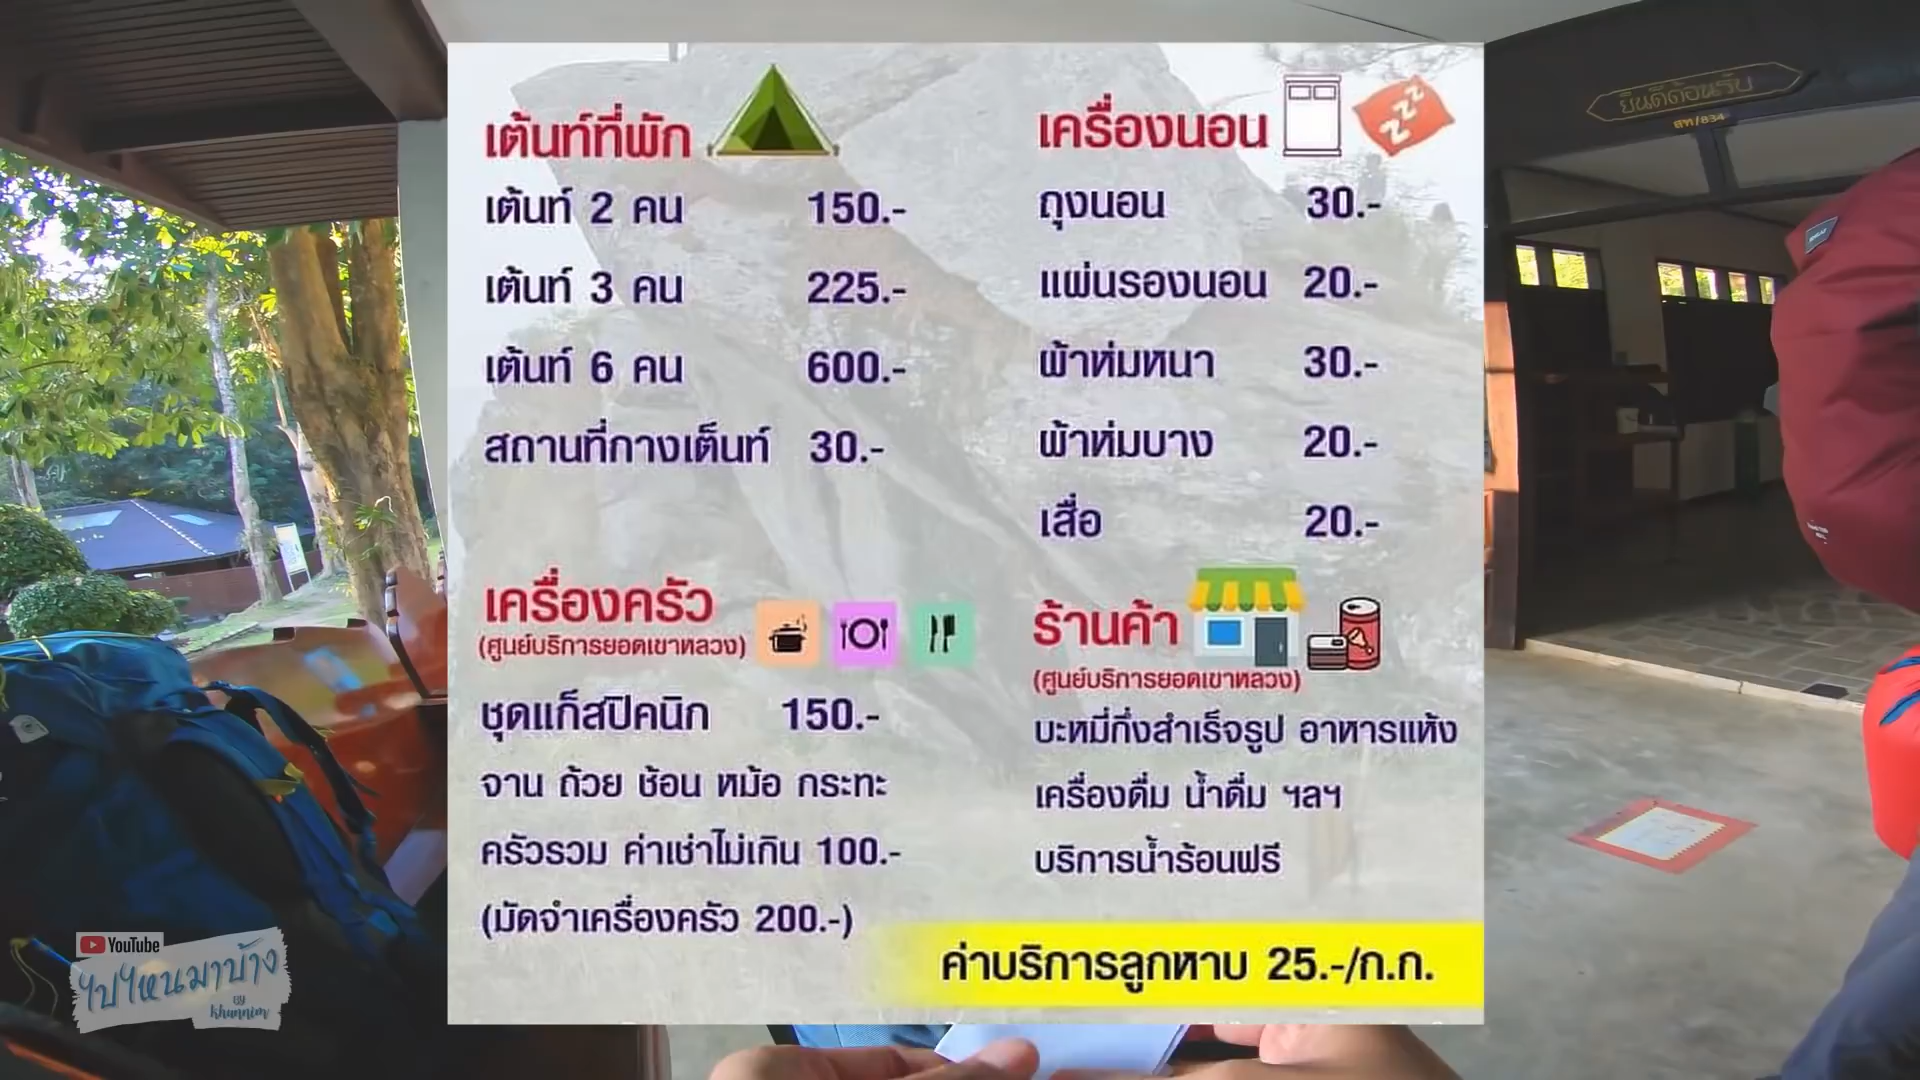 เต้นท์ที่พัก
เต้นท์ 2 คน 150.-
เต้นท์ 3 คน 225.-
เต้นท์ 6 คน 600.-
สถานที่กางเต็นท์ 30.-
เครื่องนอน
ZZZ
ถุงนอน 30.-
แผ่นรองนอน 20.-
ผ้าห่มหนา 30.-
ผ้าห่มบาง 20.-
เสื่อ 20.-
เครื่องครัว
(ศูนย์บริการยอดเขาหลวง)
ชุดแก็สปิคนิก 150.-
จาน ถ้วย ช้อน หม้อ กระทะ
ครัวรวม ค่าเช่าไม่เกิน 100.-
(มัดจำเครื่องครัว 200.-)
ร้านค้า
(ศูนย์บริการยอดเขาหลวง)
บะหมี่กึ่งสำเร็จรูป อาหารแห้ง
เครื่องดื่ม น้ำดื่ม ฯลฯ
บริการน้ำร้อนฟรี
ค่าบริการลูกหาบ 25.-/ก.ก.
ยินดีต้อนรับ
สท/834
YouTube
ไปไหนมาบ้าง
BY
khunnim